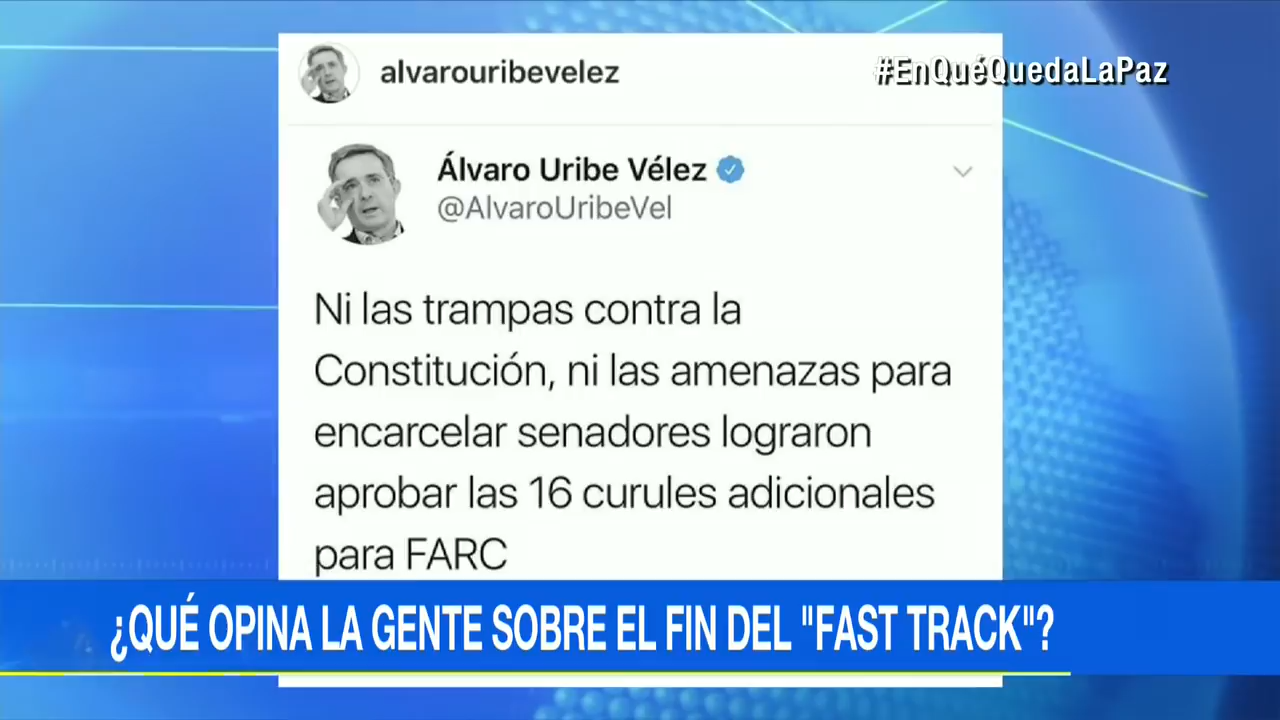 alvarouribevelez
#EnQuéQuedaLaPaz
Álvaro Uribe Vélez
@AlvaroUribeVel
Ni las trampas contra la
Constitución, ni las amenazas para
encarcelar senadores lograron
aprobar las 16 curules adicionales
para FARC
¿QUÉ OPINA LA GENTE SOBRE EL FIN DEL "FAST TRACK"?